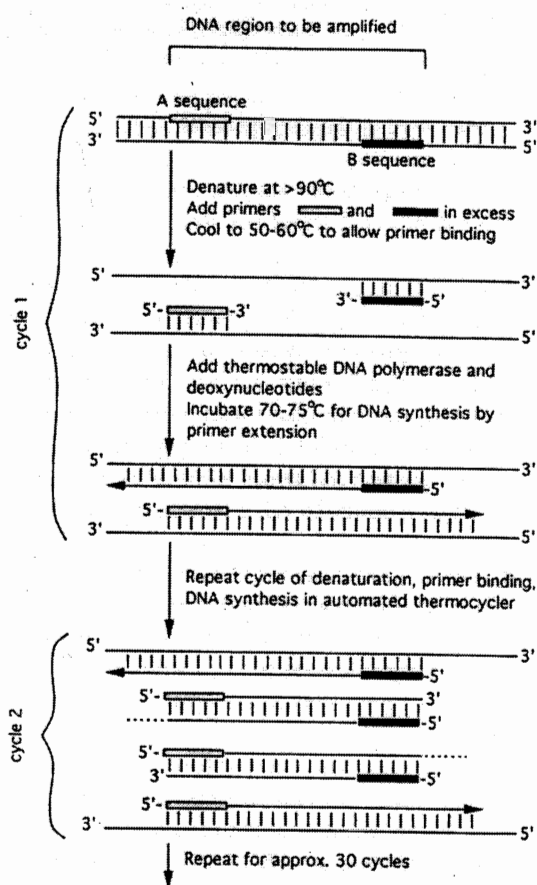 DNA region to be amplified
A sequence
5' 3'
3' 5'
B sequence
Denature at >90°C
Add primers and in excess
Cool to 50-60°C to allow primer binding
5' 3'
3'- -5'
5'- -3'
3' 5'
cycle 1
Add thermostable DNA polymerase and
deoxynucleotides
Incubate 70-75°C for DNA synthesis by
primer extension
5' 3'
-5'
5'-
3' 5'
Repeat cycle of denaturation, primer binding,
DNA synthesis in automated thermocycler
5' 3'
-5'
5'- 3'
-5'
cycle 2
5'-
3' -5'
5'-
3' 5'
Repeat for approx. 30 cycles